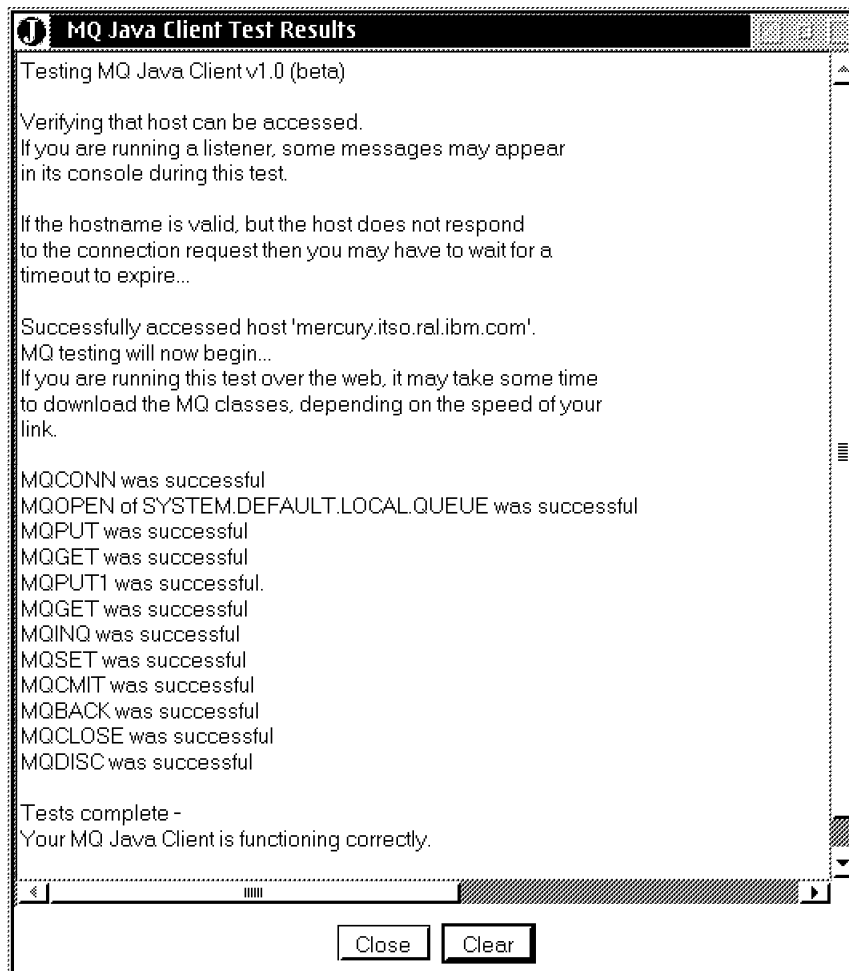 J MQ Java Client Test Results
Testing MQ Java Client v1.0 (beta)
Verifying that host can be accessed.
If you are running a listener, some messages may appear
in its console during this test.
If the hostname is valid, but the host does not respond
to the connection request then you may have to wait for a
timeout to expire...
Successfully accessed host 'mercury.itso.ral.ibm.com'.
MQ testing will now begin...
If you are running this test over the web, it may take some time
to download the MQ classes, depending on the speed of your
link.
MQCONN was successful
MQOPEN of SYSTEM.DEFAULT.LOCAL.QUEUE was successful
MQPUT was successful
MQGET was successful
MQPUT1 was successful.
MQGET was successful
MQINQ was successful
MQSET was successful
MQCMIT was successful
MQBACK was successful
MQCLOSE was successful
MQDISC was successful
Tests complete -
Your MQ Java Client is functioning correctly.
Close Clear